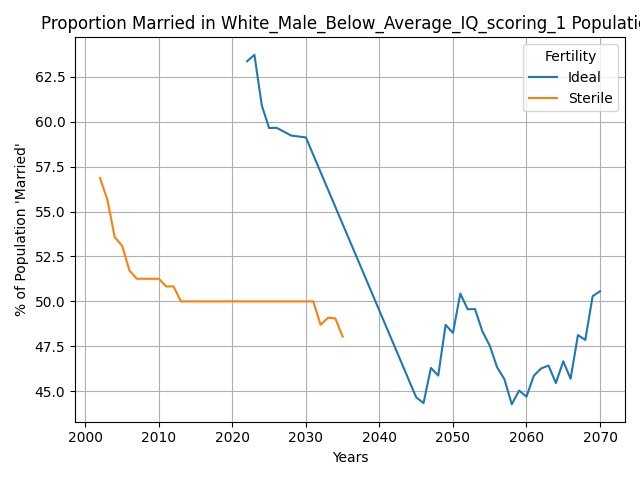 Proportion Married in White_Male_Below_Average_IQ_scoring_1 Populatio
Fertility
Ideal
Sterile
% of Population 'Married'
62.5
60.0
57.5
55.0
52.5
50.0
47.5
45.0
2000 2010 2020 2030 2040 2050 2060 2070
Years